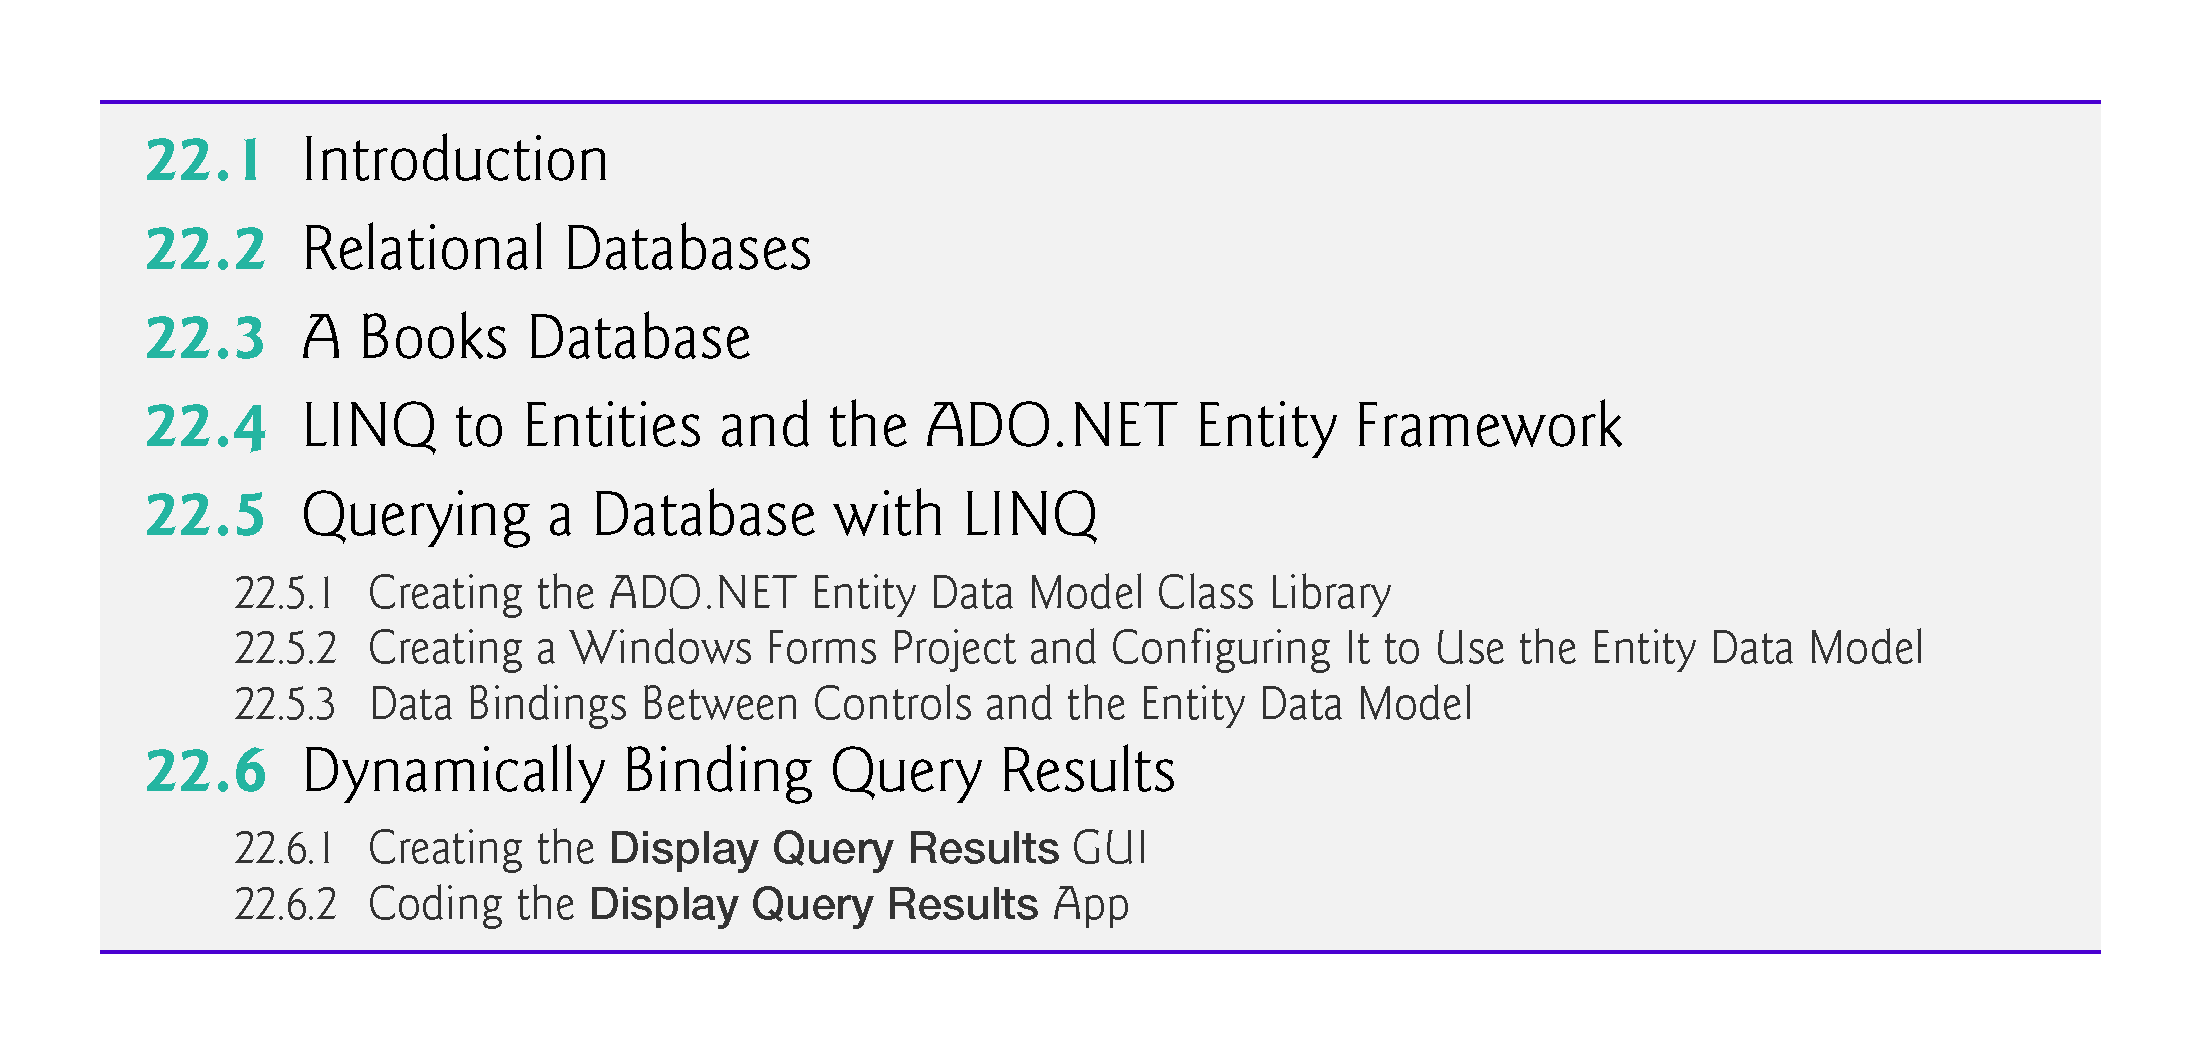 22.1 Introduction
22.2 Relational Databases
22.3 A Books Database
22.4 LINQ to Entities and the ADO.NET Entity Framework
22.5 Querying a Database with LINQ
22.5.1 Creating the ADO.NET Entity Data Model Class Library
22.5.2 Creating a Windows Forms Project and Configuring It to Use the Entity Data Model
22.5.3 Data Bindings Between Controls and the Entity Data Model
22.6 Dynamically Binding Query Results
22.6.1 Creating the Display Query Results GUI
22.6.2 Coding the Display Query Results App